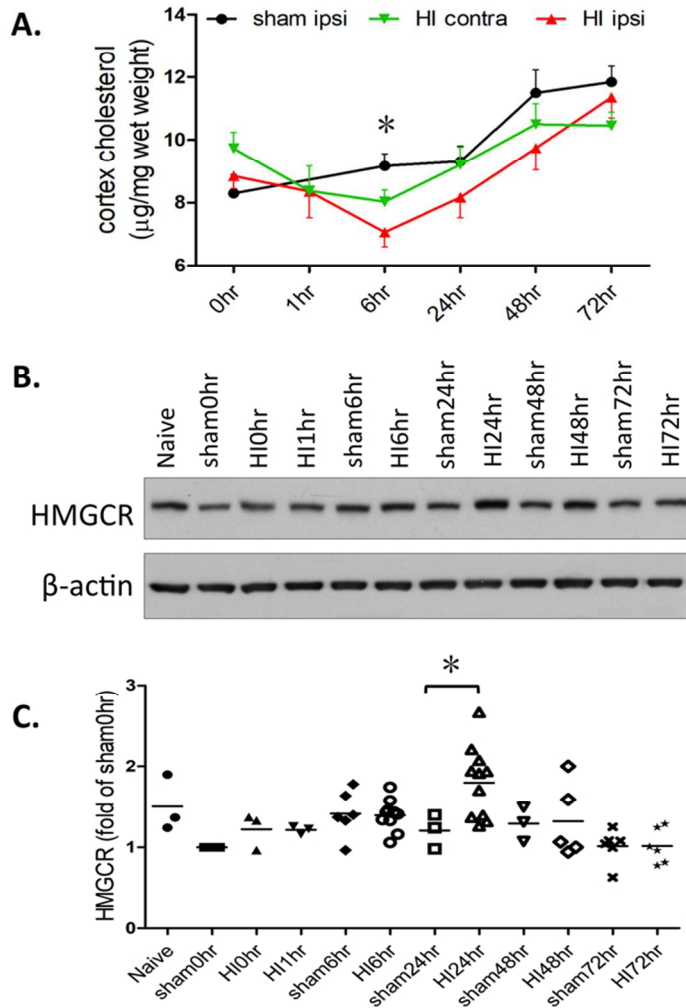 A.
sham ipsi HI contra HI ipsi
cortex cholesterol
(µg/mg wet weight)
12
10
8
6
*
0hr 1hr 6hr 24hr 48hr 72hr
B.
Naive sham0hr HI0hr HI1hr sham6hr HI6hr sham24hr HI24hr sham48hr HI48hr sham72hr HI72hr
HMGCR
β-actin
C.
*
HMGCR (fold of sham0hr)
3
2
1
0
Naive sham0hr HI0hr HI1hr sham6hr HI6hr sham24hr HI24hr sham48hr HI48hr sham72hr HI72hr